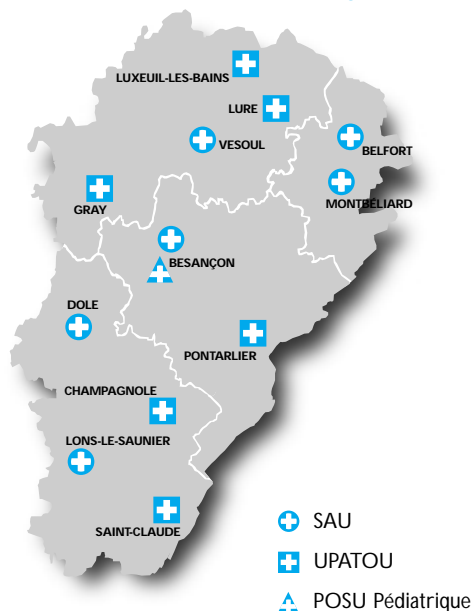 LUXEUIL-LES-BAINS
LURE
VESOUL
BELFORT
MONTBÉLIARD
GRAY
BESANÇON
DOLE
PONTARLIER
CHAMPAGNOLE
LONS-LE-SAUNIER
SAINT-CLAUDE
SAU
UPATOU
POSU Pédiatrique